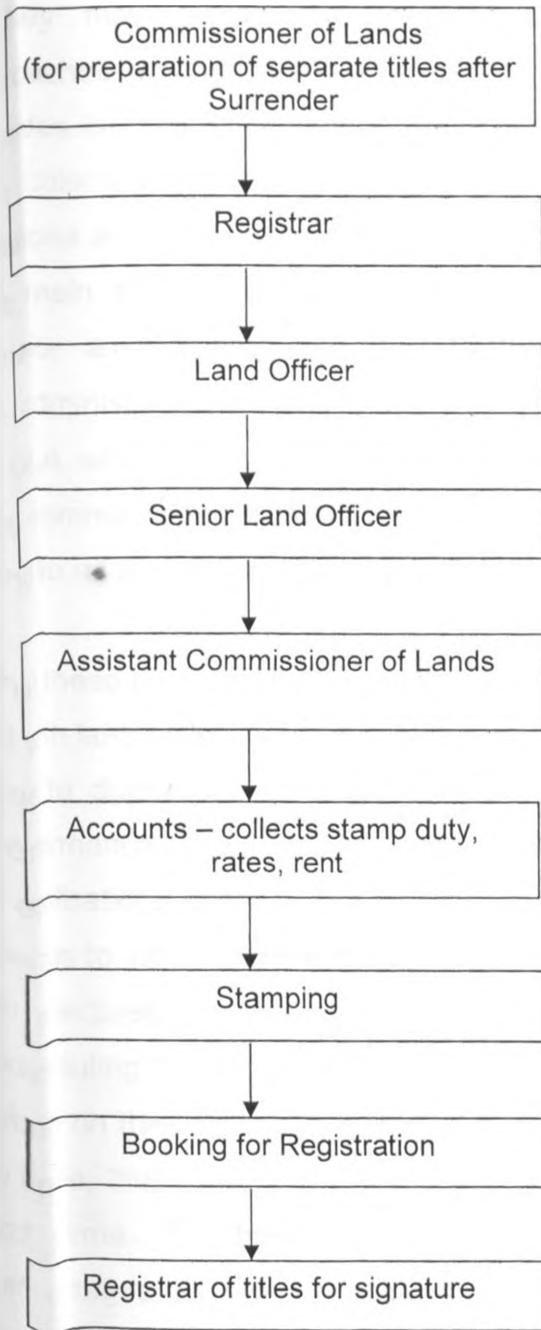 Commissioner of Lands
(for preparation of separate titles after
Surrender
Registrar
Land Officer
Senior Land Officer
Assistant Commissioner of Lands
Accounts – collects stamp duty,
rates, rent
Stamping
Booking for Registration
Registrar of titles for signature